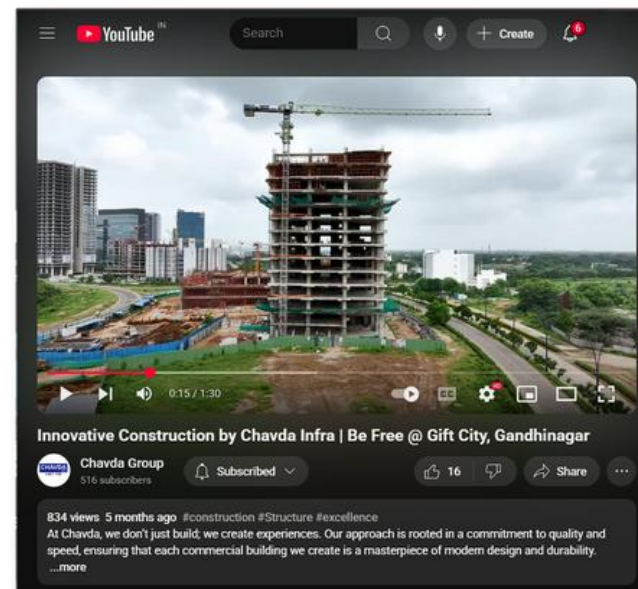 YouTube IN
Search
Create
6
0:15 / 1:30
CC
Innovative Construction by Chavda Infra | Be Free @ Gift City, Gandhinagar
CHAVDA
Chavda Group
516 subscribers
Subscribed
16
Share
834 views 5 months ago #construction #Structure #excellence
At Chavda, we don't just build; we create experiences. Our approach is rooted in a commitment to quality and
speed, ensuring that each commercial building we create is a masterpiece of modern design and durability.
...more